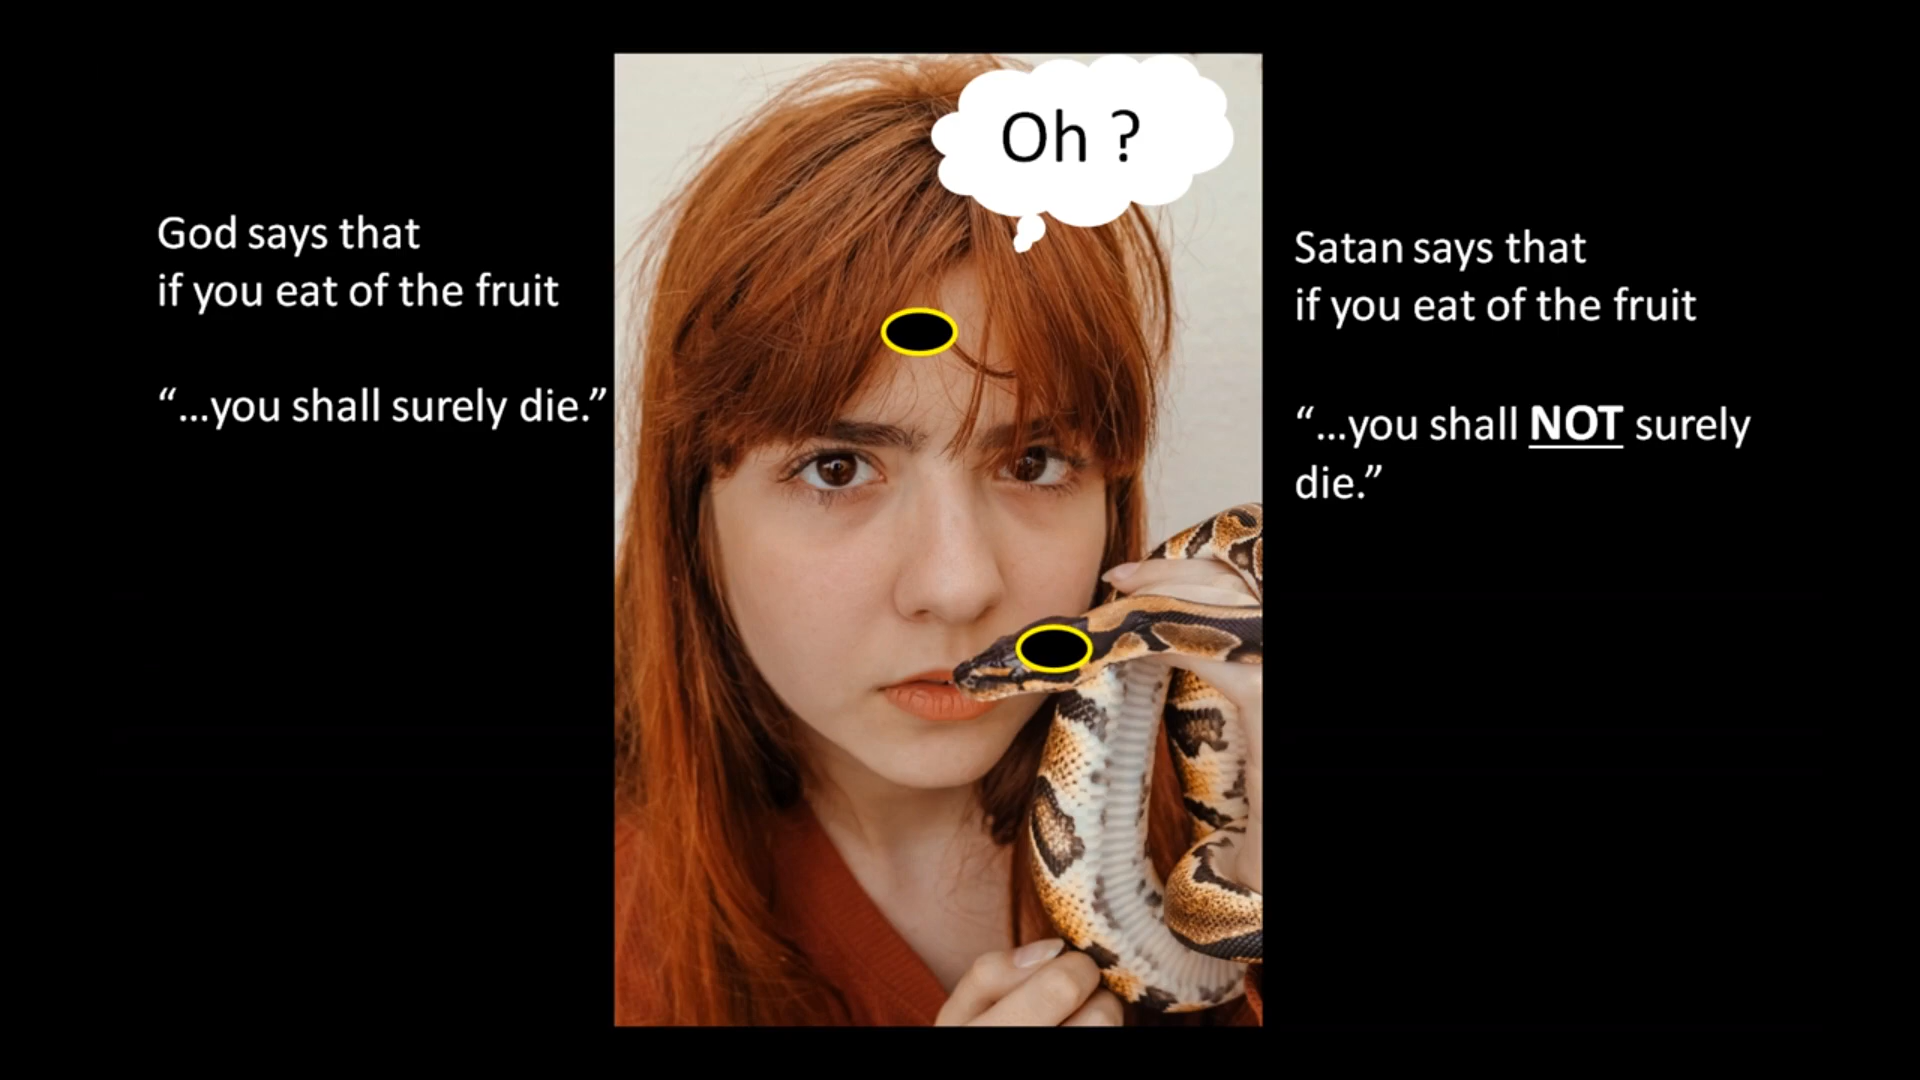 God says that
if you eat of the fruit
“...you shall surely die.”
Oh ?
Satan says that
if you eat of the fruit
“...you shall NOT surely
die.”